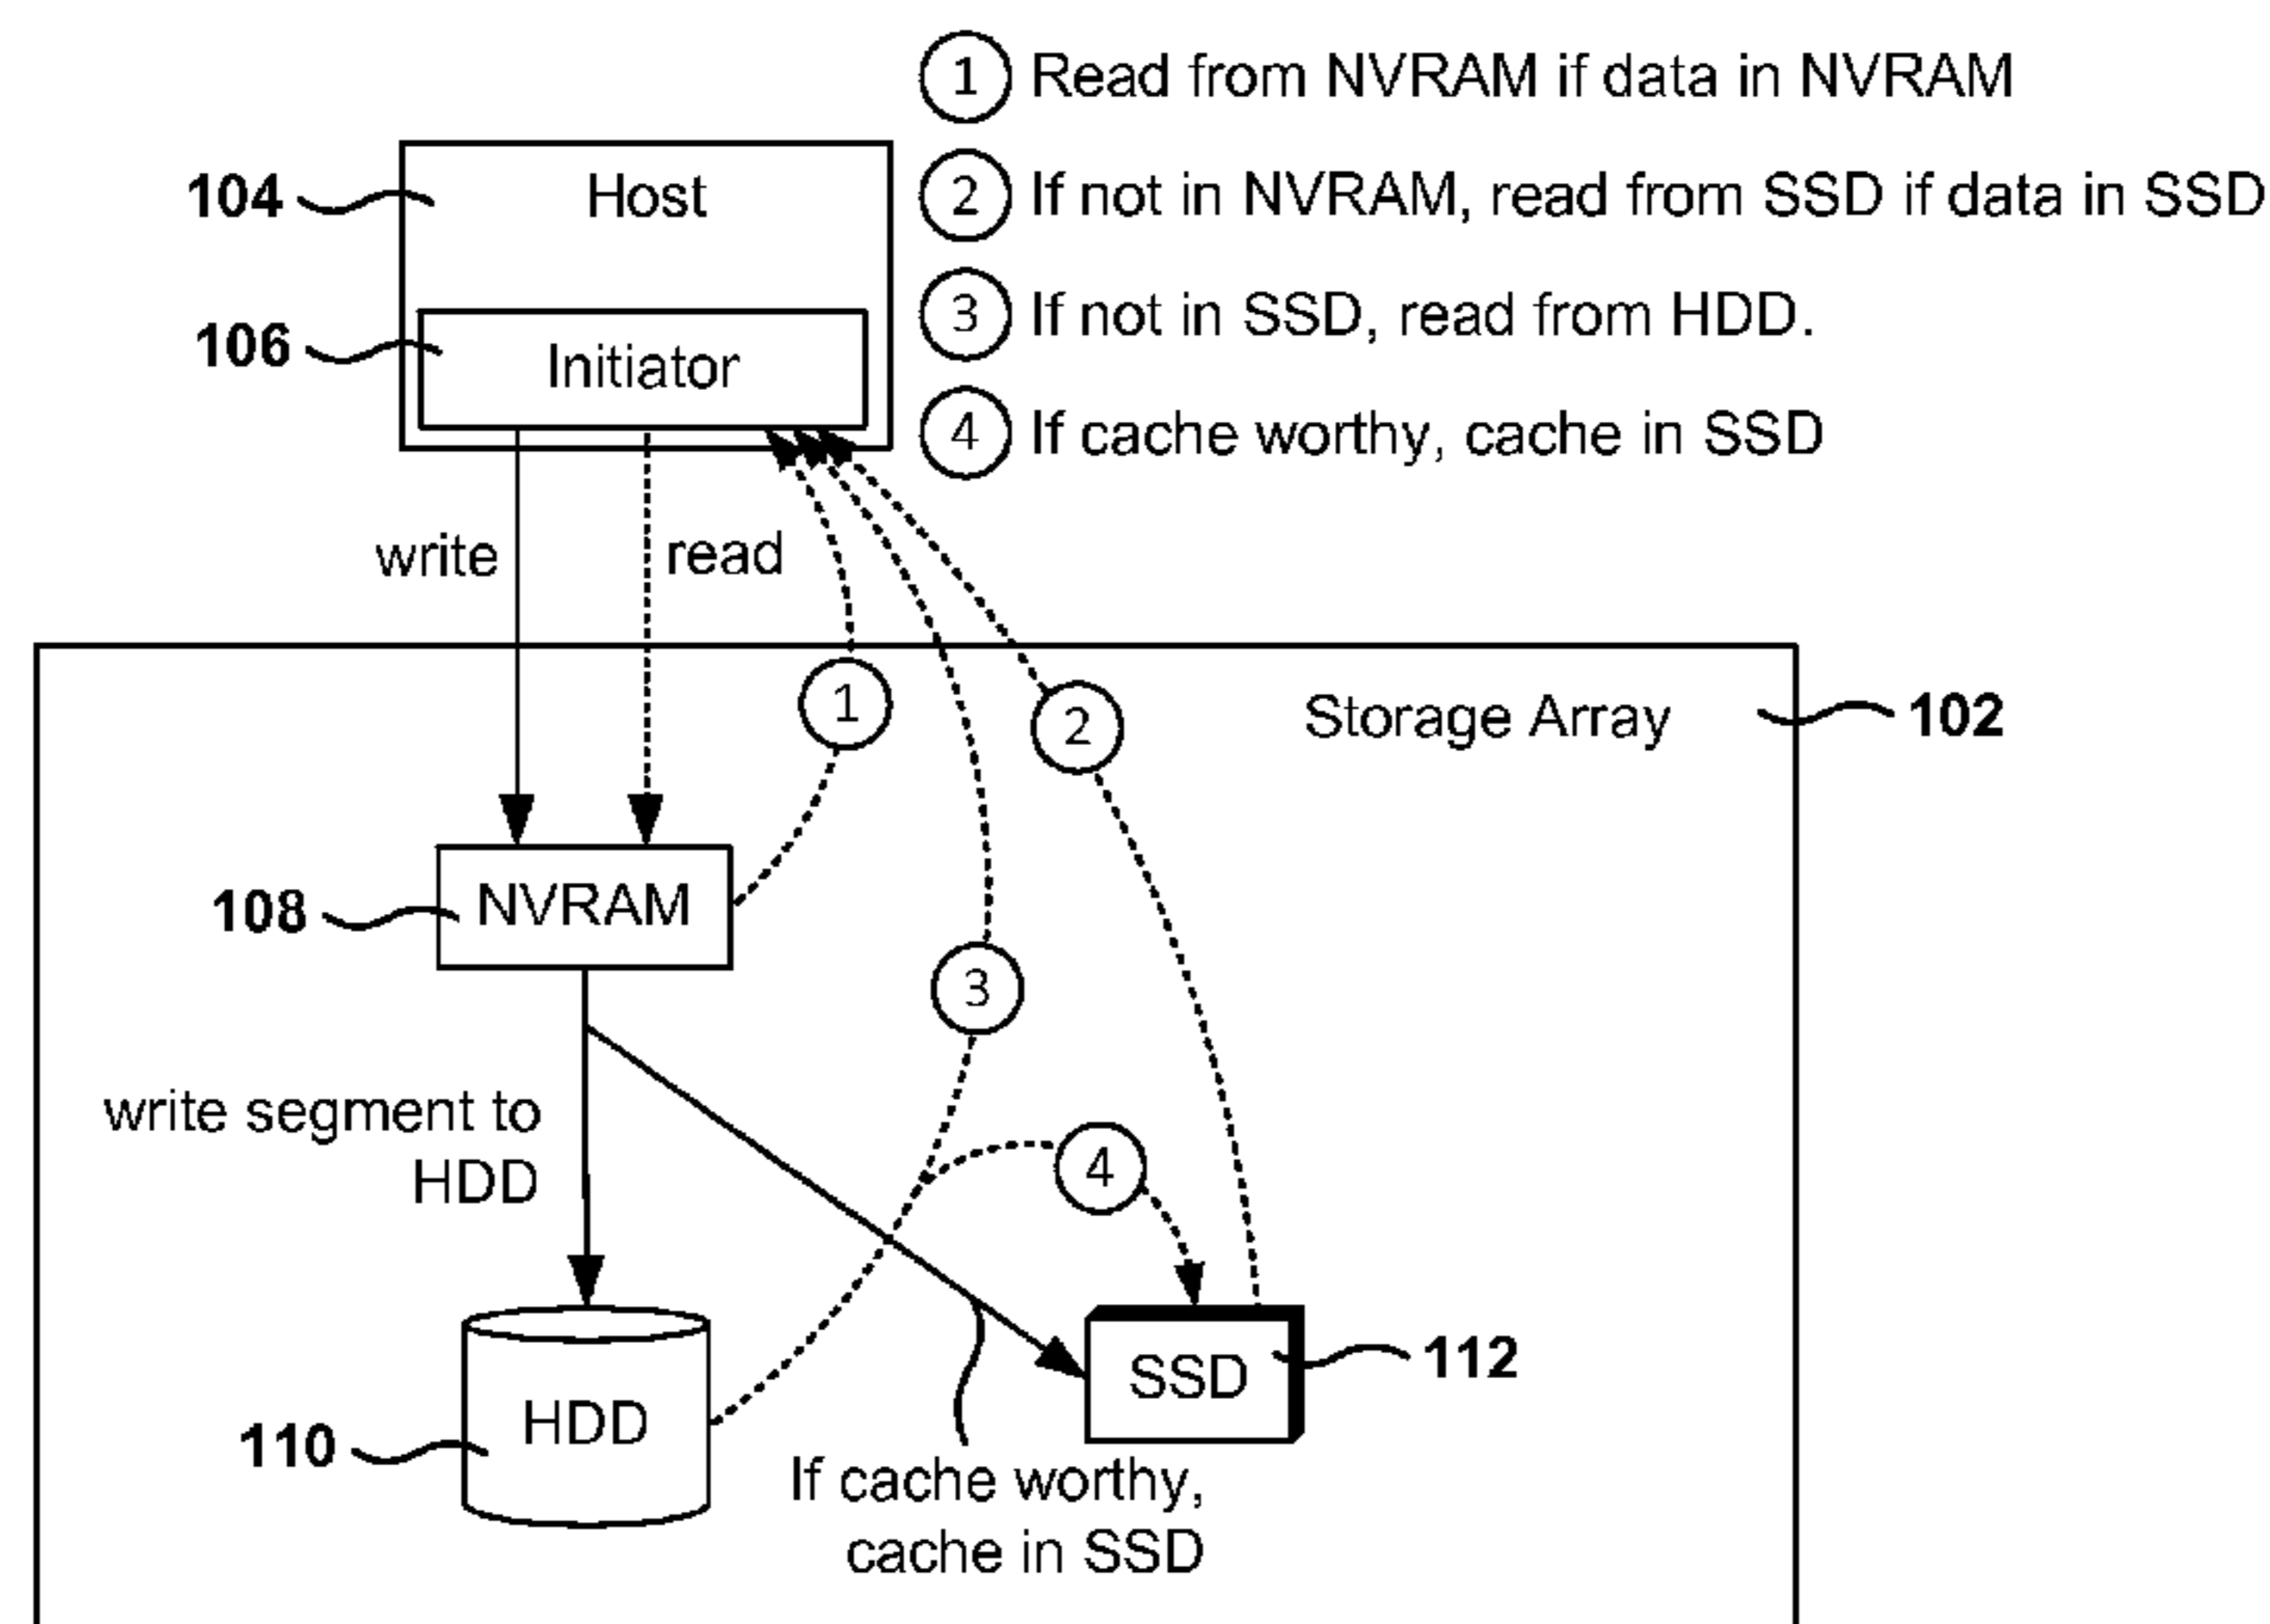 ① Read from NVRAM if data in NVRAM
104 Host
② If not in NVRAM, read from SSD if data in SSD
③ If not in SSD, read from HDD.
106 Initiator
④ If cache worthy, cache in SSD
write
read
①
②
Storage Array
102
108 NVRAM
③
write segment to
HDD
④
110 HDD
SSD 112
If cache worthy,
cache in SSD